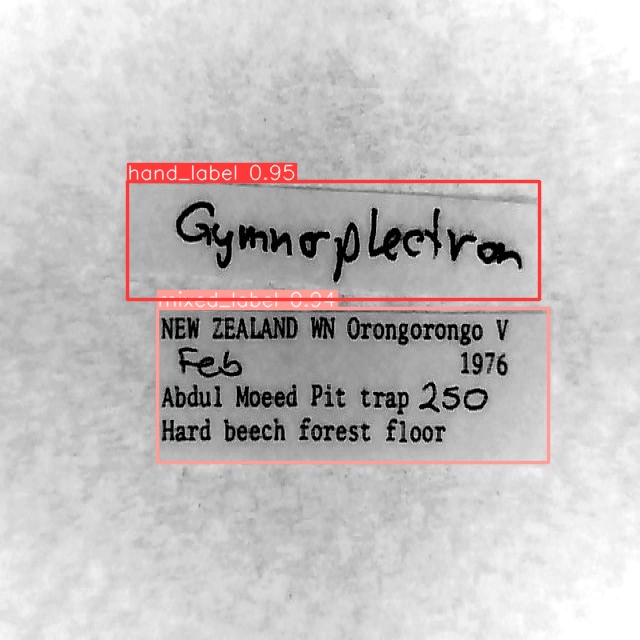 hand_label 0.95
Gymnoplectron
mixed_label 0.94
NEW ZEALAND WN Orongorongo V
Feb 1976
Abdul Moeed Pit trap 250
Hard beech forest floor